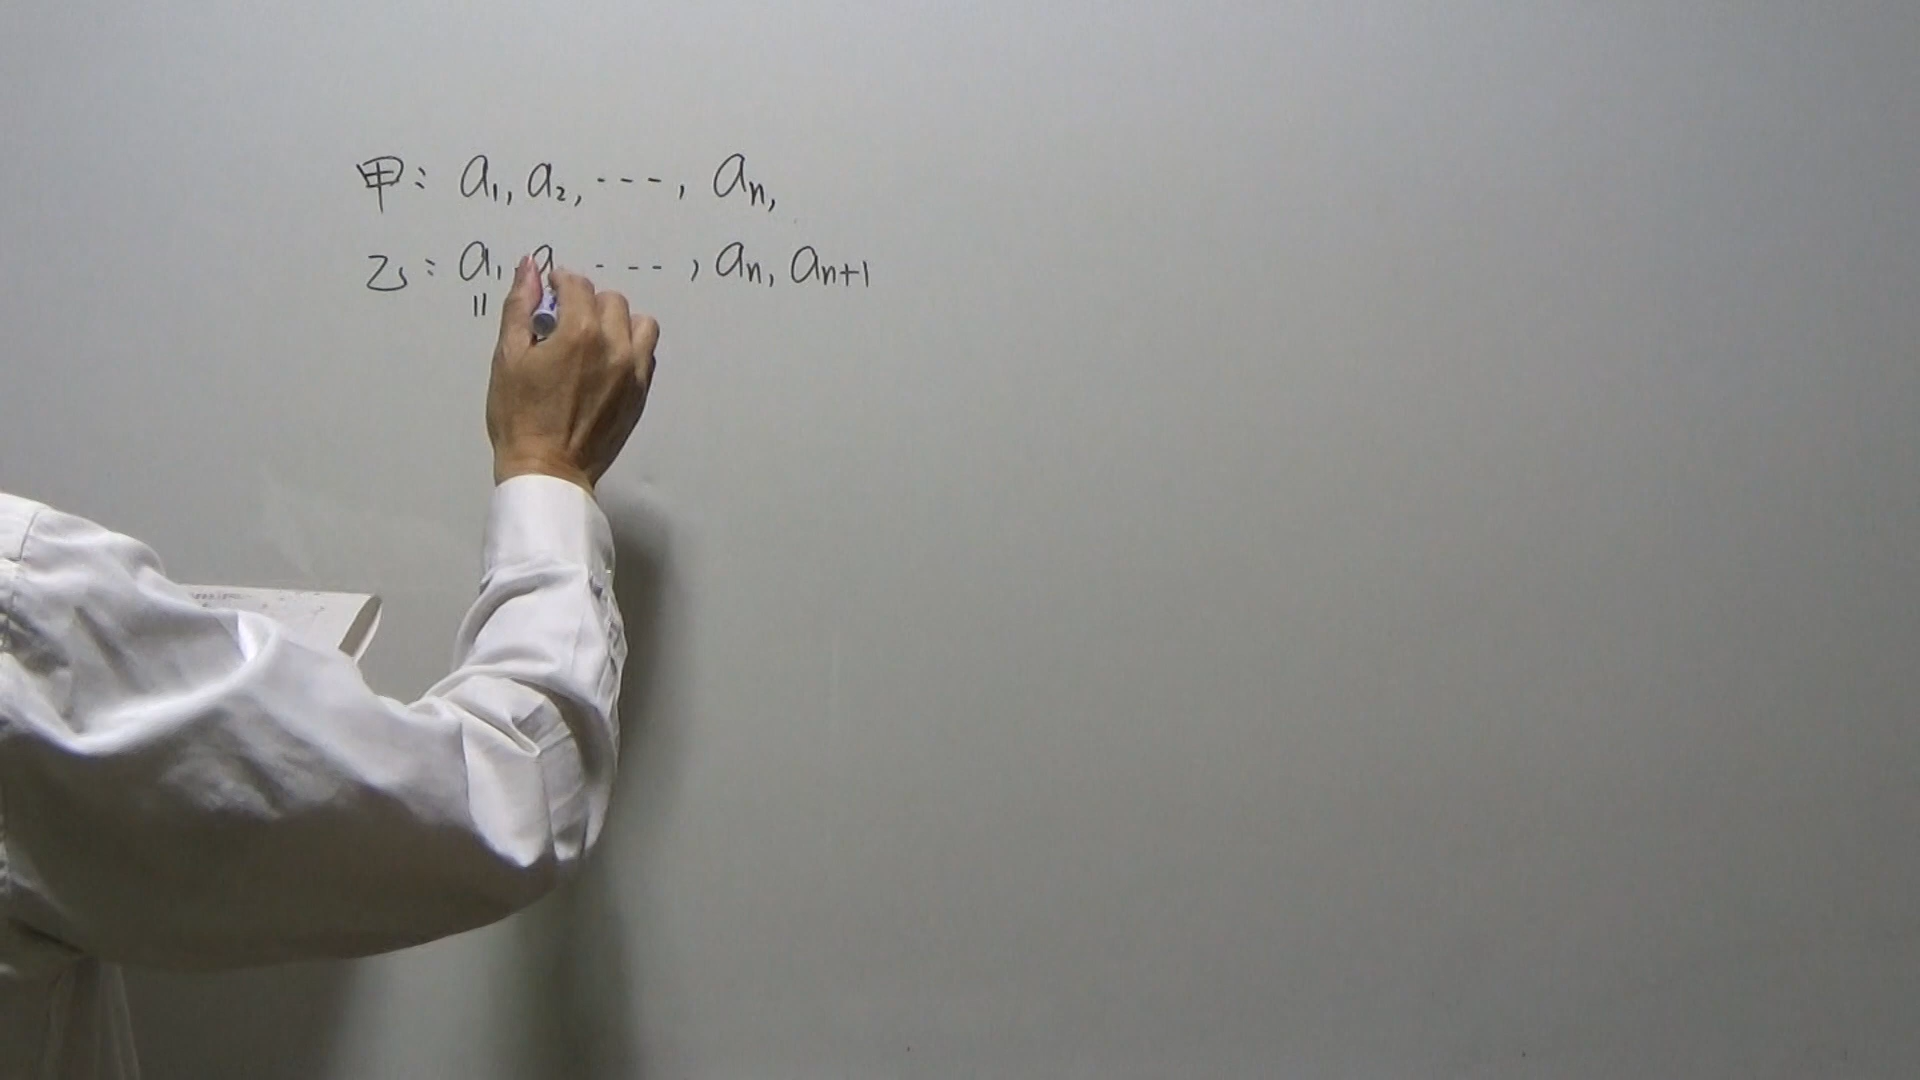 甲: a₁, a₂, ---, aₙ,
乙: a₁, a ---, aₙ, aₙ₊₁
||